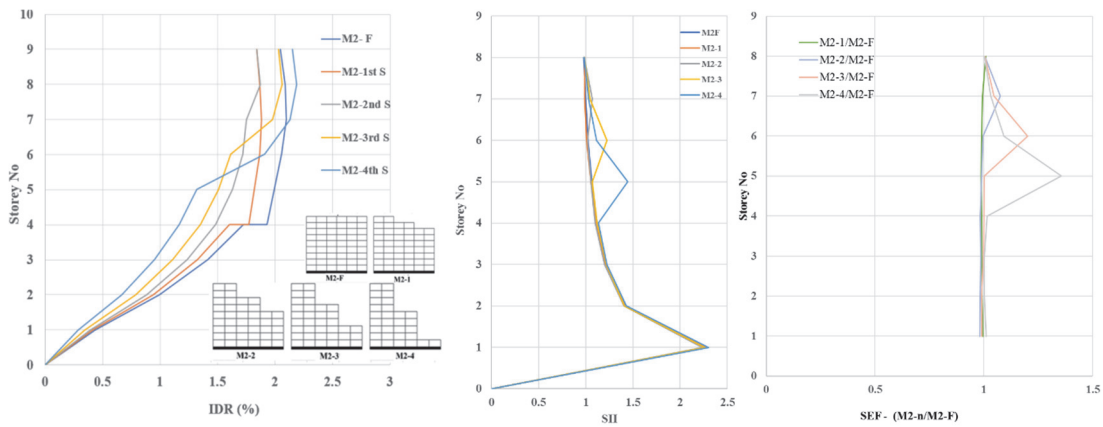 10
9
8
7
6
5
4
3
2
1
0
Storey No
0
0.5
1
1.5
2
2.5
3
IDR (%)
M2- F
M2-1st S
M2-2nd S
M2-3rd S
M2-4th S
M2-F
M2-1
M2-2
M2-3
M2-4
9
8
7
6
5
4
3
2
1
0
Storey No
0
0.5
1
1.5
2
2.5
SII
M2F
M2-1
M2-2
M2-3
M2-4
9
8
7
6
5
4
3
2
1
0
Storey No
0
0.5
1
1.5
SEF - (M2-n/M2-F)
M2-1/M2-F
M2-2/M2-F
M2-3/M2-F
M2-4/M2-F